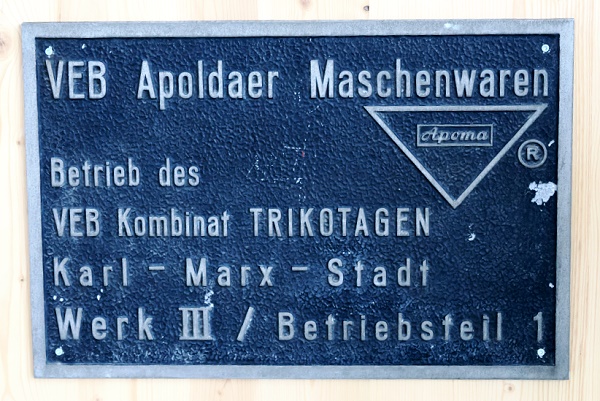 VEB Apoldaer Maschenwaren
Apoma
®
Betrieb des
VEB Kombinat TRIKOTAGEN
Karl - Marx - Stadt
Werk III / Betriebsteil 1